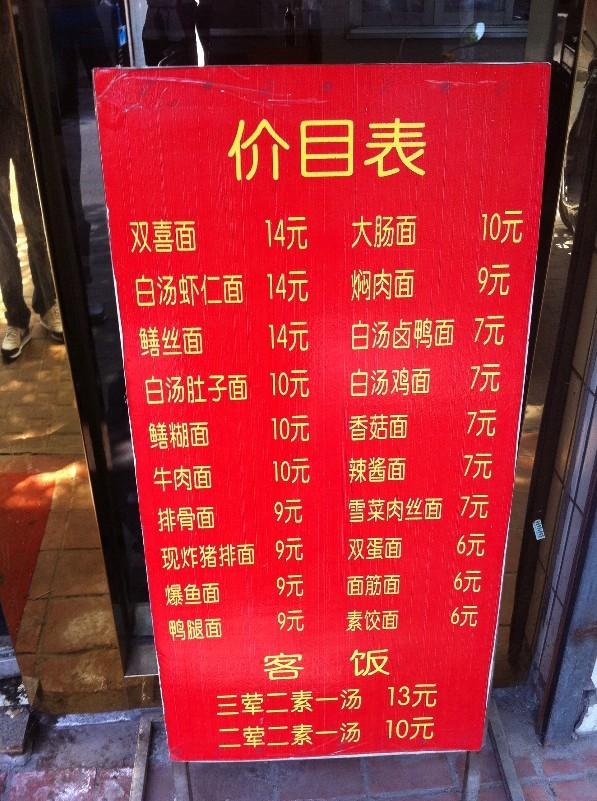 价目表
双喜面 14元 大肠面 10元
白汤虾仁面 14元 焖肉面 9元
鳝丝面 14元 白汤卤鸭面 7元
白汤肚子面 10元 白汤鸡面 7元
鳝糊面 10元 香菇面 7元
牛肉面 10元 辣酱面 7元
排骨面 9元 雪菜肉丝面 7元
现炸猪排面 9元 双蛋面 6元
爆鱼面 9元 面筋面 6元
鸭腿面 9元 素饺面 6元
客 饭
三荤二素一汤 13元
二荤二素一汤 10元